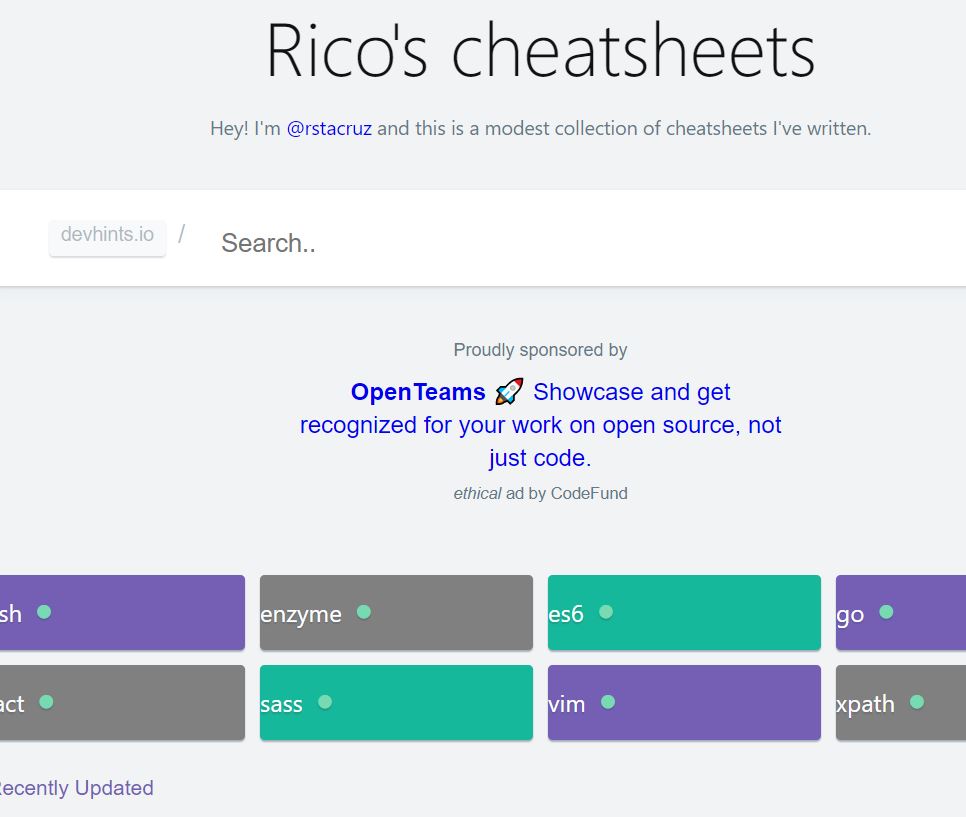 Rico's cheatsheets
Hey! I'm @rstacruz and this is a modest collection of cheatsheets I've written.
devhints.io / Search..
Proudly sponsored by
OpenTeams 🚀 Showcase and get
recognized for your work on open source, not
just code.
ethical ad by CodeFund
sh enzyme es6 go
act sass vim xpath
Recently Updated